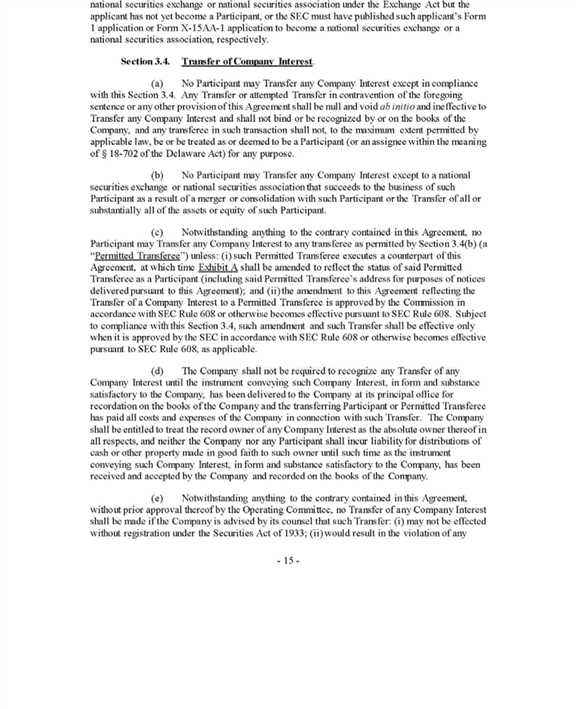 national securities exchange or national securities association under the Exchange Act but the
applicant has not yet become a Participant, or the SEC must have published such applicant's Form
1 application or Form X-15AA-1 application to become a national securities exchange or a
national securities association, respectively.
Section 3.4. Transfer of Company Interest.
(a) No Participant may Transfer any Company Interest except in compliance
with this Section 3.4. Any Transfer or attempted Transfer in contravention of the foregoing
sentence or any other provision of this Agreement shall be null and void ab initio and ineffective to
Transfer any Company Interest and shall not bind or be recognized by or on the books of the
Company, and any transferee in such transaction shall not, to the maximum extent permitted by
applicable law, be or be treated as or deemed to be a Participant (or an assignee within the meaning
of § 18-702 of the Delaware Act) for any purpose.
(b) No Participant may Transfer any Company Interest except to a national
securities exchange or national securities association that succeeds to the business of such
Participant as a result of a merger or consolidation with such Participant or the Transfer of all or
substantially all of the assets or equity of such Participant.
(c) Notwithstanding anything to the contrary contained in this Agreement, no
Participant may Transfer any Company Interest to any transferee as permitted by Section 3.4(b) (a
“Permitted Transferee”) unless: (i) such Permitted Transferee executes a counterpart of this
Agreement, at which time Exhibit A shall be amended to reflect the status of said Permitted
Transferee as a Participant (including said Permitted Transferee's address for purposes of notices
delivered pursuant to this Agreement); and (ii) the amendment to this Agreement reflecting the
Transfer of a Company Interest to a Permitted Transferee is approved by the Commission in
accordance with SEC Rule 608 or otherwise becomes effective pursuant to SEC Rule 608. Subject
to compliance with this Section 3.4, such amendment and such Transfer shall be effective only
when it is approved by the SEC in accordance with SEC Rule 608 or otherwise becomes effective
pursuant to SEC Rule 608, as applicable.
(d) The Company shall not be required to recognize any Transfer of any
Company Interest until the instrument conveying such Company Interest, in form and substance
satisfactory to the Company, has been delivered to the Company at its principal office for
recordation on the books of the Company and the transferring Participant or Permitted Transferee
has paid all costs and expenses of the Company in connection with such Transfer. The Company
shall be entitled to treat the record owner of any Company Interest as the absolute owner thereof in
all respects, and neither the Company nor any Participant shall incur liability for distributions of
cash or other property made in good faith to such owner until such time as the instrument
conveying such Company Interest, in form and substance satisfactory to the Company, has been
received and accepted by the Company and recorded on the books of the Company.
(e) Notwithstanding anything to the contrary contained in this Agreement,
without prior approval thereof by the Operating Committee, no Transfer of any Company Interest
shall be made if the Company is advised by its counsel that such Transfer: (i) may not be effected
without registration under the Securities Act of 1933; (ii) would result in the violation of any
- 15 -